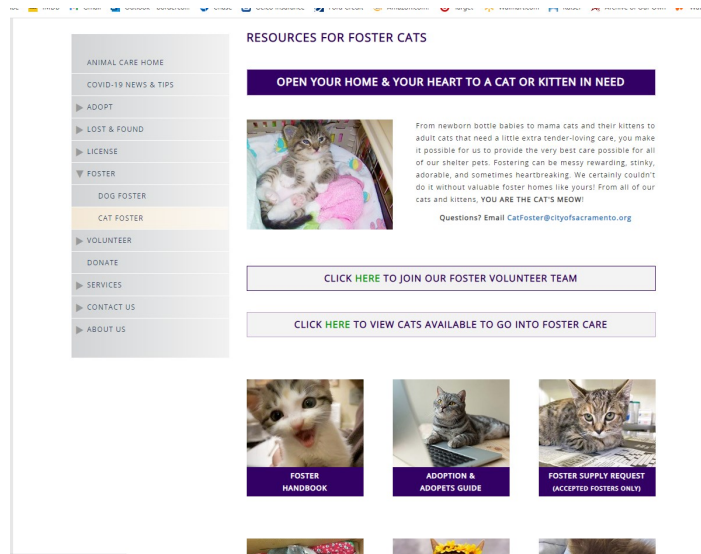 RESOURCES FOR FOSTER CATS
ANIMAL CARE HOME
COVID-19 NEWS & TIPS
ADOPT
LOST & FOUND
LICENSE
FOSTER
DOG FOSTER
CAT FOSTER
VOLUNTEER
DONATE
SERVICES
CONTACT US
ABOUT US
OPEN YOUR HOME & YOUR HEART TO A CAT OR KITTEN IN NEED
From newborn bottle babies to mama cats and their kittens to
adult cats that need a little extra tender-loving care, you make
it possible for us to provide the very best care possible for all
of our shelter pets. Fostering can be messy rewarding, stinky,
adorable, and sometimes heartbreaking. We certainly couldn't
do it without valuable foster homes like yours! From all of our
cats and kittens, YOU ARE THE CAT'S MEOW!
Questions? Email CatFoster@cityofsacramento.org
CLICK HERE TO JOIN OUR FOSTER VOLUNTEER TEAM
CLICK HERE TO VIEW CATS AVAILABLE TO GO INTO FOSTER CARE
FOSTER
HANDBOOK
ADOPTION &
ADOPETS GUIDE
FOSTER SUPPLY REQUEST
(ACCEPTED FOSTERS ONLY)